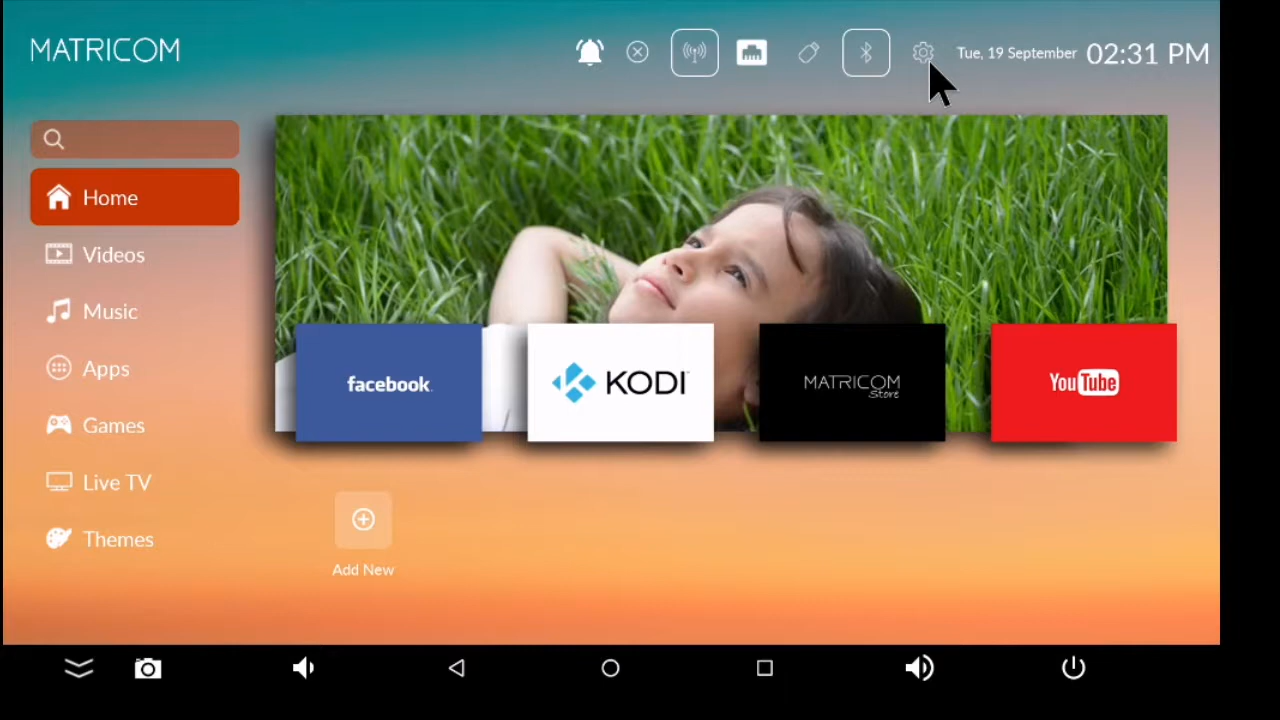 MATRICOM
Tue, 19 September 02:31 PM
Home
Videos
Music
Apps
Games
Live TV
Themes
facebook.
KODI
MATRICOM
Store
YouTube
Add New